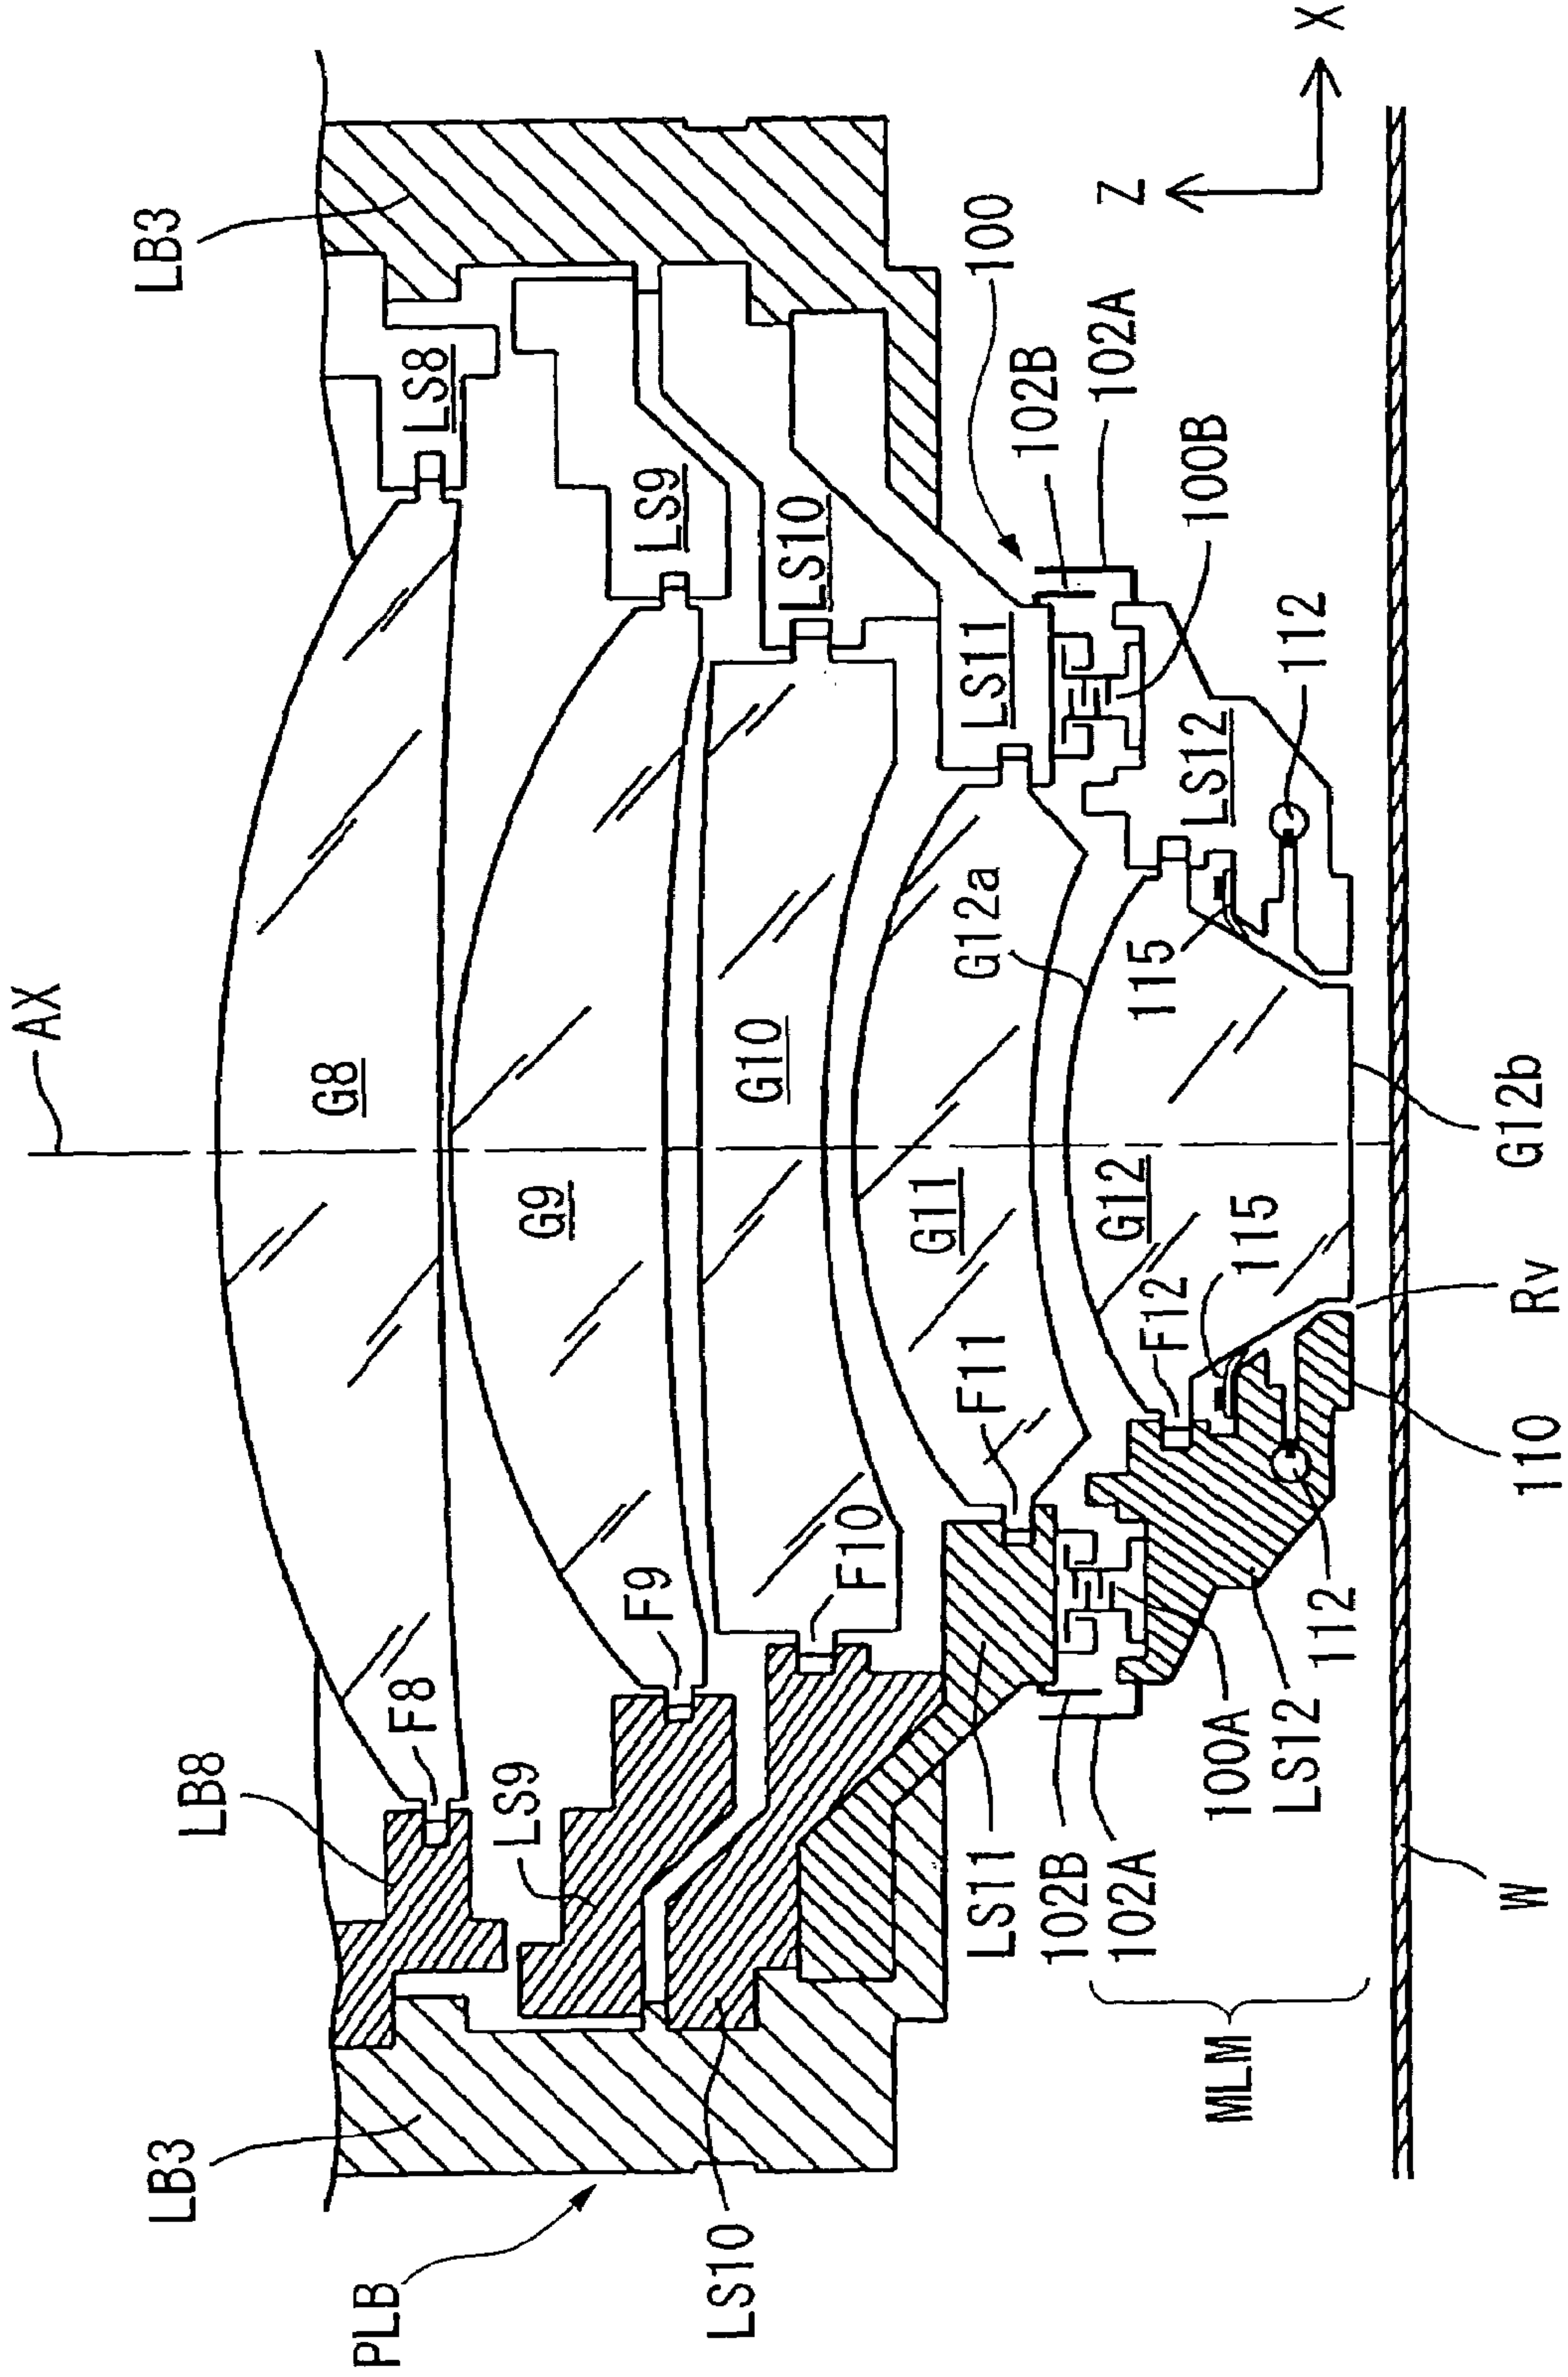 X
Z
LB3
LS8
LS9
LS10
LS11
LS12
100
102B
102A
100B
112
115
G12a
AX
G8
G9
G10
G11
G12
G12b
115
Rv
F12
F11
F10
F9
F8
110
112
LS12
100A
LB8
LS9
LS11
102B
102A
W
MLM
LB3
LS10
PLB